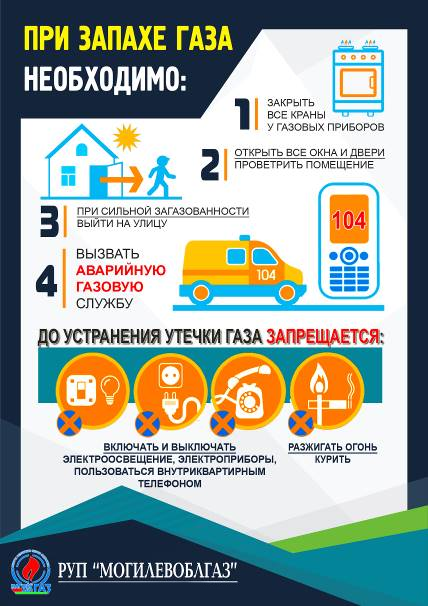 ПРИ ЗАПАХЕ ГАЗА
НЕОБХОДИМО:
1
ЗАКРЫТЬ
ВСЕ КРАНЫ
У ГАЗОВЫХ ПРИБОРОВ
2
ОТКРЫТЬ ВСЕ ОКНА И ДВЕРИ
ПРОВЕТРИТЬ ПОМЕЩЕНИЕ
3
ПРИ СИЛЬНОЙ ЗАГАЗОВАННОСТИ
ВЫЙТИ НА УЛИЦУ
104
4
ВЫЗВАТЬ
АВАРИЙНУЮ
ГАЗОВУЮ
СЛУЖБУ
104
ДО УСТРАНЕНИЯ УТЕЧКИ ГАЗА ЗАПРЕЩАЕТСЯ:
ВКЛЮЧАТЬ И ВЫКЛЮЧАТЬ
ЭЛЕКТРООСВЕЩЕНИЕ, ЭЛЕКТРОПРИБОРЫ,
ПОЛЬЗОВАТЬСЯ ВНУТРИКВАРТИРНЫМ
ТЕЛЕФОНОМ
РАЗЖИГАТЬ ОГОНЬ
КУРИТЬ
РУП "МОГИЛЕВОБЛГАЗ"